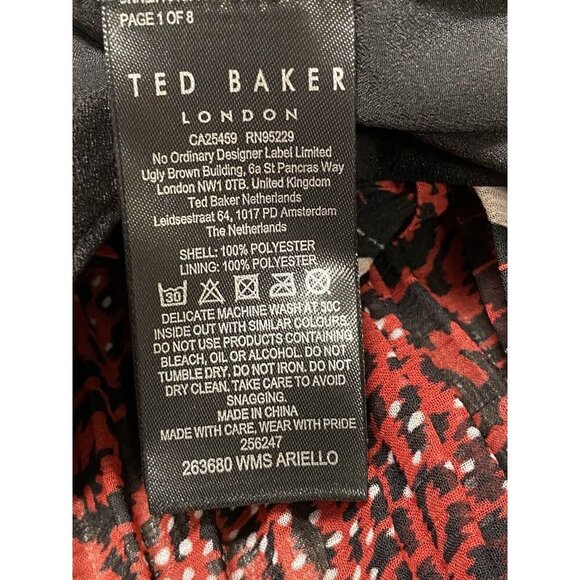 PAGE 1 OF 8
TED BAKER
LONDON
CA25459 RN95229
No Ordinary Designer Label Limited
Ugly Brown Building, 6a St Pancras Way
London NW1 0TB, United Kingdom
Ted Baker Netherlands
Leidsestraat 64, 1017 PD Amsterdam
The Netherlands
SHELL: 100% POLYESTER
LINING: 100% POLYESTER
30
DELICATE MACHINE WASH AT 30C
INSIDE OUT WITH SIMILAR COLOURS.
DO NOT USE PRODUCTS CONTAINING
BLEACH, OIL OR ALCOHOL. DO NOT
TUMBLE DRY. DO NOT IRON. DO NOT
DRY CLEAN. TAKE CARE TO AVOID
SNAGGING.
MADE IN CHINA
MADE WITH CARE, WEAR WITH PRIDE
256247
263680 WMS ARIELLO